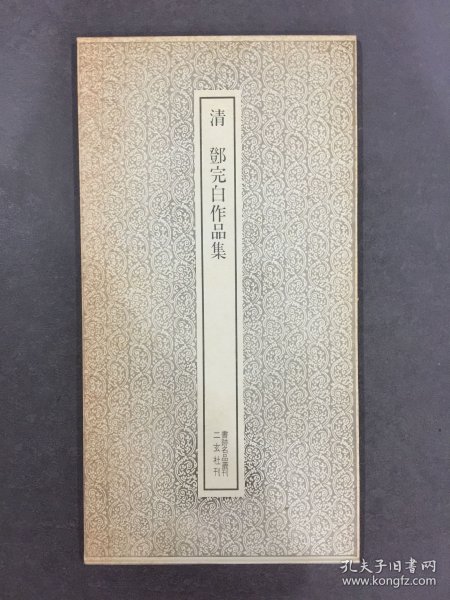 清 鄧完白作品集
書跡名品叢刊
二玄社刊
孔夫子旧书网
www.kongfz.com